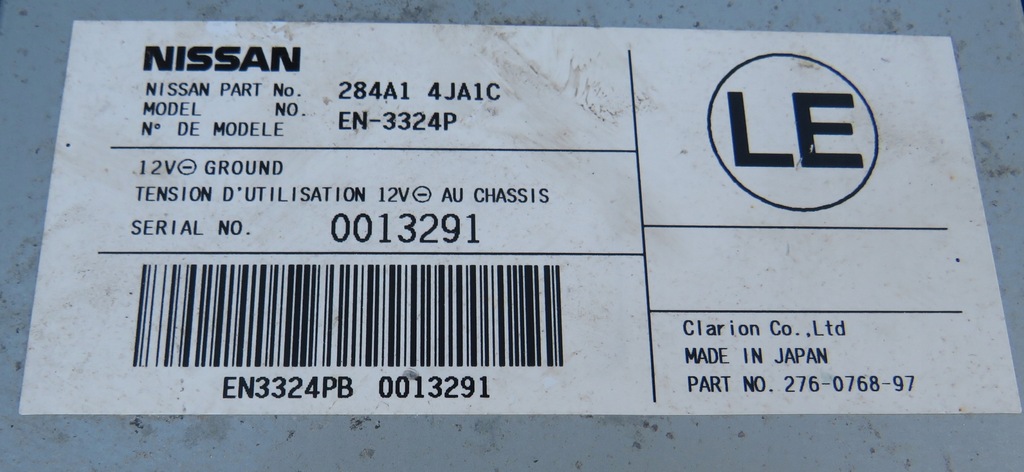 NISSAN
NISSAN PART No. 284A1 4JA1C
MODEL NO.
N° DE MODELE EN-3324P
12V⊖ GROUND
TENSION D'UTILISATION 12V⊖ AU CHASSIS
SERIAL NO. 0013291
EN3324PB 0013291
LE
Clarion Co.,Ltd
MADE IN JAPAN
PART NO. 276-0768-97